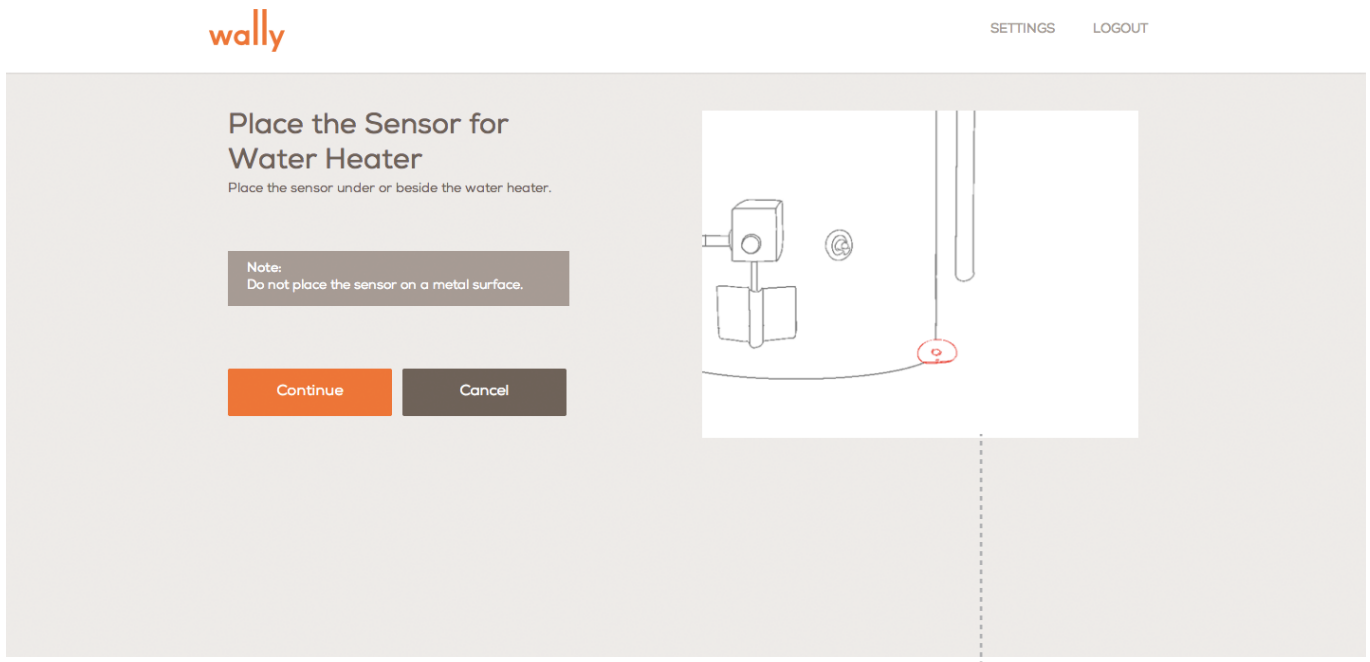 wally
SETTINGS LOGOUT
Place the Sensor for
Water Heater
Place the sensor under or beside the water heater.
Note:
Do not place the sensor on a metal surface.
Continue Cancel